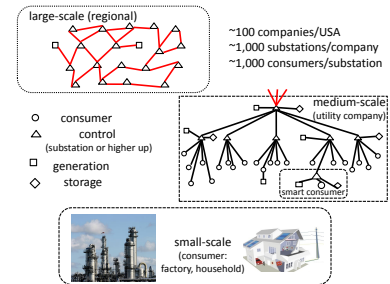 large-scale (regional)
~100 companies/USA
~1,000 substations/company
~1,000 consumers/substation
medium-scale
(utility company)
consumer
control
(substation or higher up)
generation
storage
smart consumer
small-scale
(consumer:
factory, household)